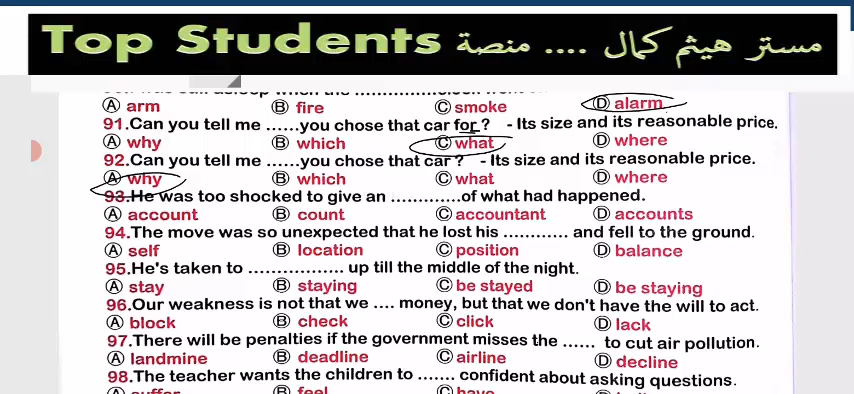 Top Students مستر هيثم كمال .... منصة
Ⓐ arm Ⓑ fire Ⓒ smoke Ⓓ alarm
91.Can you tell me ......you chose that car for? - Its size and its reasonable price.
Ⓐ why Ⓑ which Ⓒ what Ⓓ where
92.Can you tell me ......you chose that car? - Its size and its reasonable price.
Ⓐ why Ⓑ which Ⓒ what Ⓓ where
93.He was too shocked to give an .............of what had happened.
Ⓐ account Ⓑ count Ⓒ accountant Ⓓ accounts
94.The move was so unexpected that he lost his ............ and fell to the ground.
Ⓐ self Ⓑ location Ⓒ position Ⓓ balance
95.He's taken to ................. up till the middle of the night.
Ⓐ stay Ⓑ staying Ⓒ be stayed Ⓓ be staying
96.Our weakness is not that we .... money, but that we don't have the will to act.
Ⓐ block Ⓑ check Ⓒ click Ⓓ lack
97.There will be penalties if the government misses the ...... to cut air pollution.
Ⓐ landmine Ⓑ deadline Ⓒ airline Ⓓ decline
98.The teacher wants the children to ....... confident about asking questions.